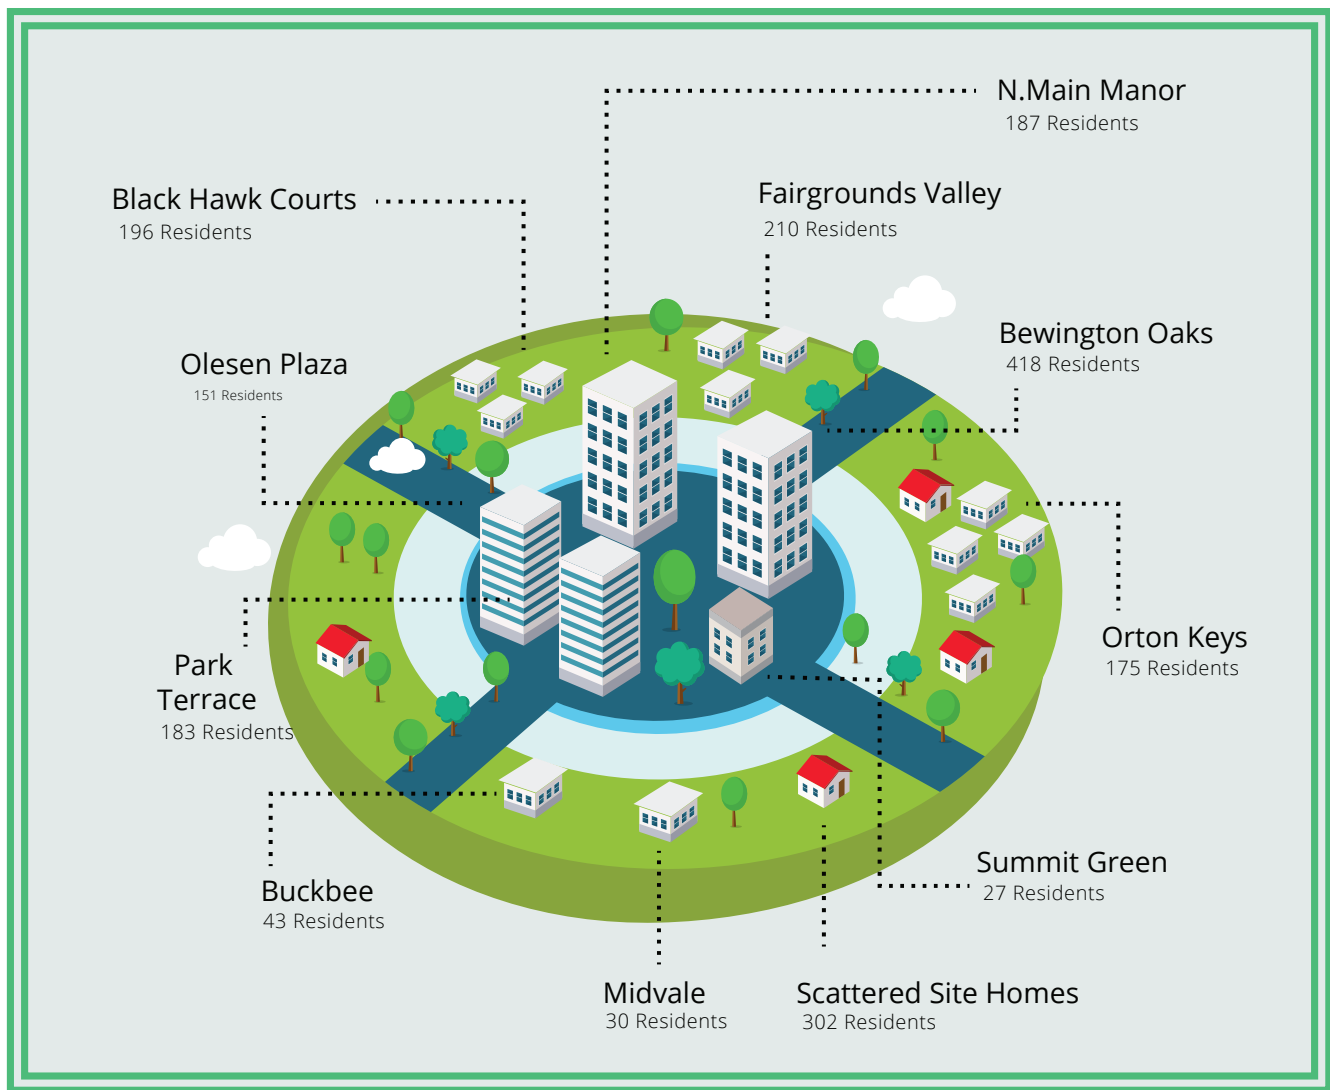 N.Main Manor
187 Residents
Fairgrounds Valley
210 Residents
Black Hawk Courts
196 Residents
Bewington Oaks
418 Residents
Olesen Plaza
151 Residents
Orton Keys
175 Residents
Park
Terrace
183 Residents
Summit Green
27 Residents
Buckbee
43 Residents
Midvale
30 Residents
Scattered Site Homes
302 Residents